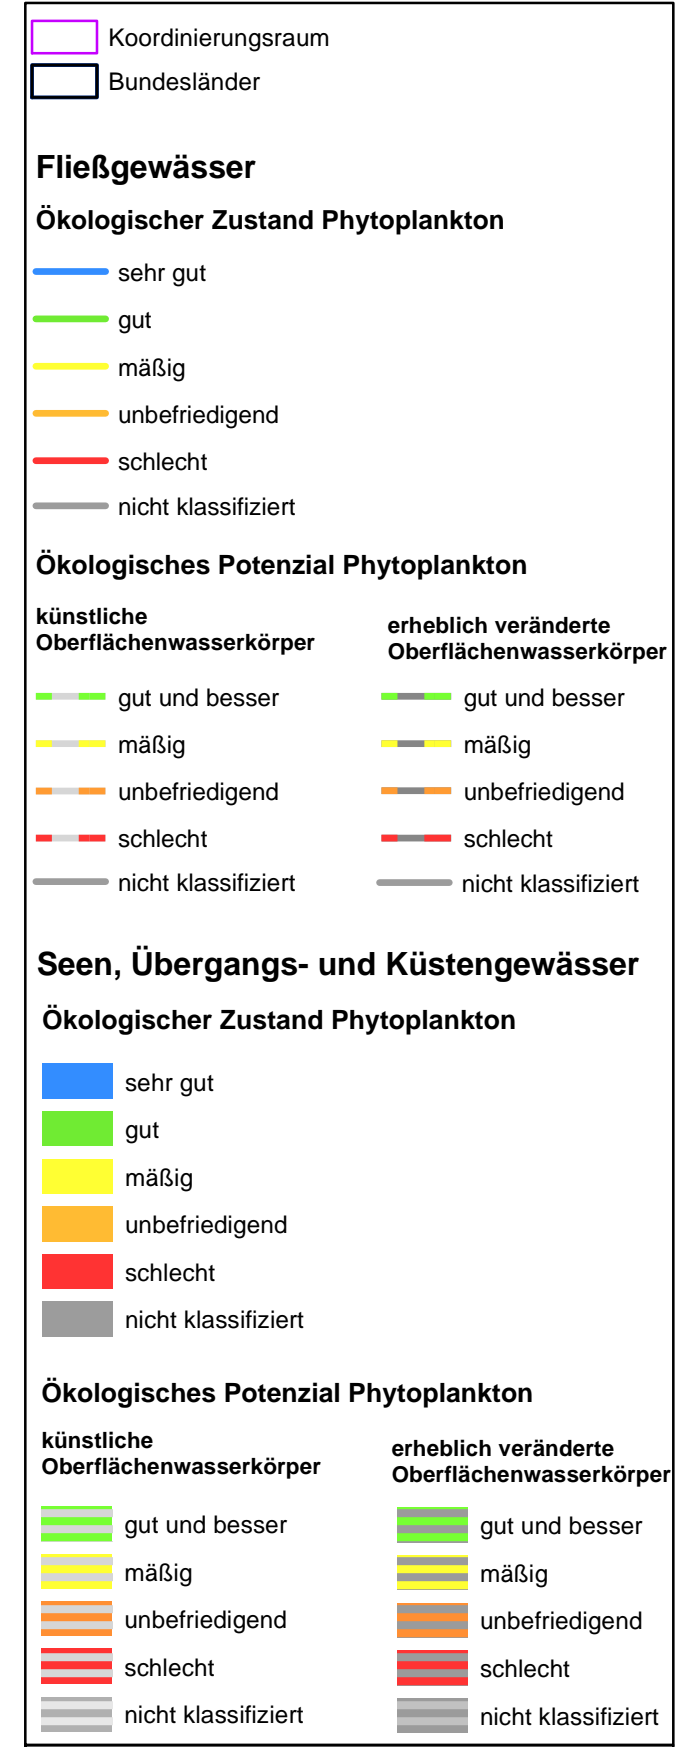 Koordinierungsraum
Bundesländer
Fließgewässer
Ökologischer Zustand Phytoplankton
sehr gut
gut
mäßig
unbefriedigend
schlecht
nicht klassifiziert
Ökologisches Potenzial Phytoplankton
künstliche
Oberflächenwasserkörper
gut und besser
mäßig
unbefriedigend
schlecht
nicht klassifiziert
erheblich veränderte
Oberflächenwasserkörper
gut und besser
mäßig
unbefriedigend
schlecht
nicht klassifiziert
Seen, Übergangs- und Küstengewässer
Ökologischer Zustand Phytoplankton
sehr gut
gut
mäßig
unbefriedigend
schlecht
nicht klassifiziert
Ökologisches Potenzial Phytoplankton
künstliche
Oberflächenwasserkörper
gut und besser
mäßig
unbefriedigend
schlecht
nicht klassifiziert
erheblich veränderte
Oberflächenwasserkörper
gut und besser
mäßig
unbefriedigend
schlecht
nicht klassifiziert